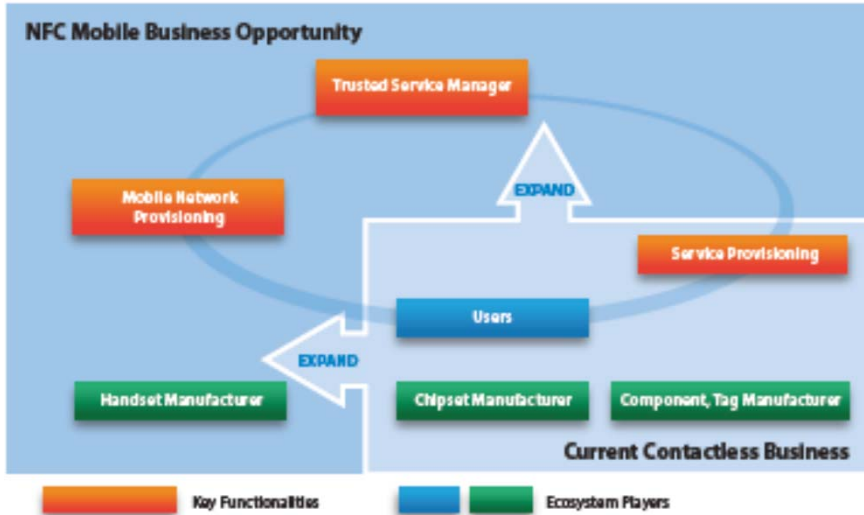 NFC Mobile Business Opportunity
Trusted Service Manager
EXPAND
Mobile Network
Provisioning
Service Provisioning
Users
EXPAND
Handset Manufacturer
Chipset Manufacturer
Component, Tag Manufacturer
Current Contactless Business
Key Functionalities
Ecosystem Players